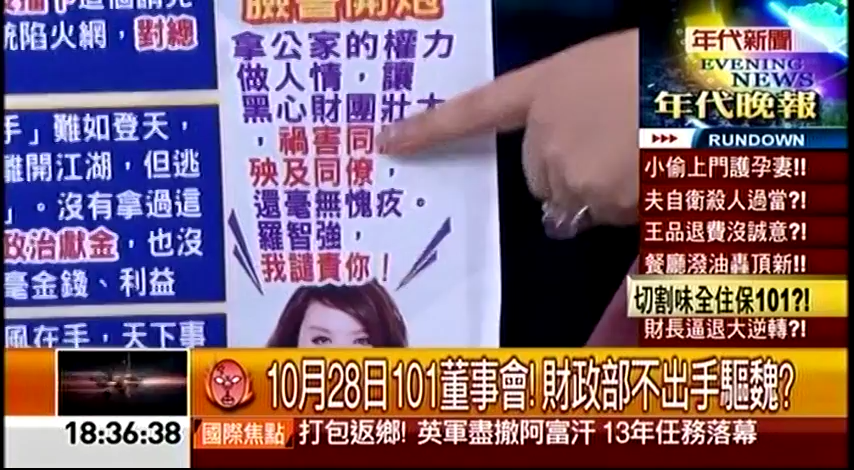 這個請先
統陷火網，對總
手」難如登天，
離開江湖，但逃
」。沒有拿過這
政治獻金，也沒
毫金錢、利益
風在手，天下事
臉書開炮
拿公家的權力
做人情，讓
黑心財團壯大
，禍害同
殃及同僚，
還毫無愧疚。
羅智強，
我譴責你！
年代新聞
EVENING
NEWS
年代晚報
RUNDOWN
小偷上門護孕妻!!
夫自衛殺人過當?!
王品退費沒誠意?!
餐廳潑油轟頂新!!
切割味全住保101?!
財長逼退大逆轉?!
10月28日101董事會!財政部不出手驅魏?
18:36:38
國際焦點 打包返鄉! 英軍盡撤阿富汗 13年任務落幕